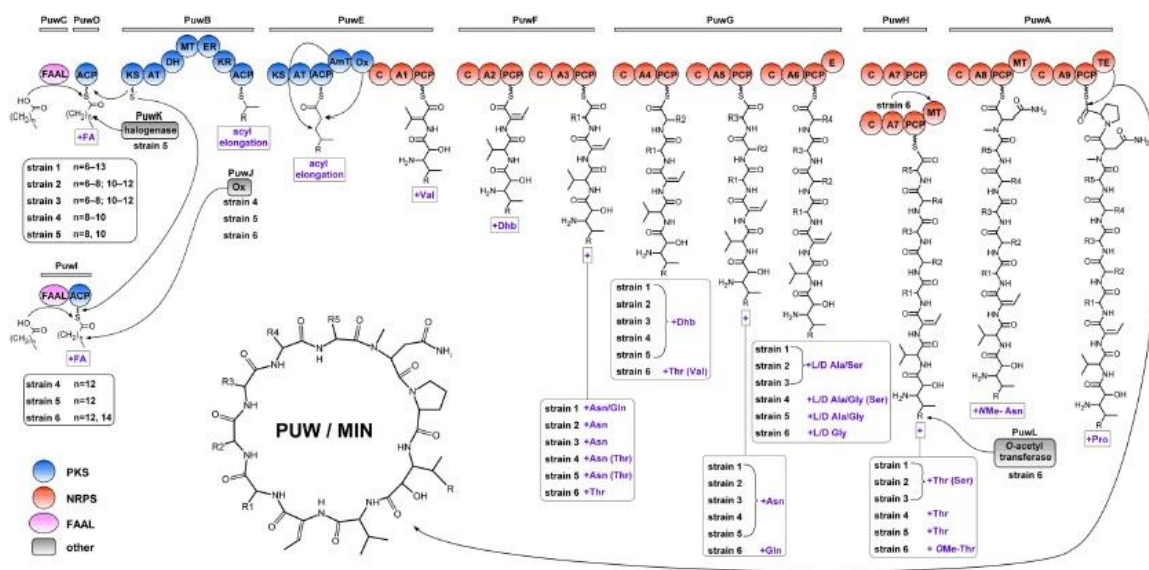 PuwC PuwD PuwB PuwE PuwF PuwG PuwH PuwA
FAAL ACP KS AT DH MT ER KR ACP KS AT ACP AmT Ox C A1 PCP C A2 PCP C A3 PCP C A4 PCP C A5 PCP C A6 PCP E C A7 PCP C A8 PCP MT C A9 PCP TE
strain 6
C A7 PCP MT
+FA
PuwK
halogenase
strain 5
acyl
elongation
acyl
elongation
+Val
+Dhb
+
strain 1 n=6–13
strain 2 n=6–8; 10–12
strain 3 n=6–8; 10–12
strain 4 n=8–10
strain 5 n=8, 10
PuwJ
Ox
strain 4
strain 5
strain 6
PuwI
FAAL ACP
+FA
strain 4 n=12
strain 5 n=12
strain 6 n=12, 14
PKS
NRPS
FAAL
other
PUW / MIN
R1
R2
R3
R4
R5
R
strain 1 +Asn/Gln
strain 2 +Asn
strain 3 +Asn
strain 4 +Asn (Thr)
strain 5 +Asn (Thr)
strain 6 +Thr
strain 1
strain 2
strain 3 +Dhb
strain 4
strain 5
strain 6 +Thr (Val)
+
strain 1
strain 2
strain 3 +Asn
strain 4
strain 5
strain 6 +Gln
strain 1
strain 2 +L/D Ala/Ser
strain 3
strain 4 +L/D Ala/Gly (Ser)
strain 5 +L/D Ala/Gly
strain 6 +L/D Gly
+
strain 1
strain 2 +Thr (Ser)
strain 3
strain 4 +Thr
strain 5 +Thr
strain 6 + OMe-Thr
+NMe- Asn
PuwL
O-acetyl
transferase
strain 6
+Pro